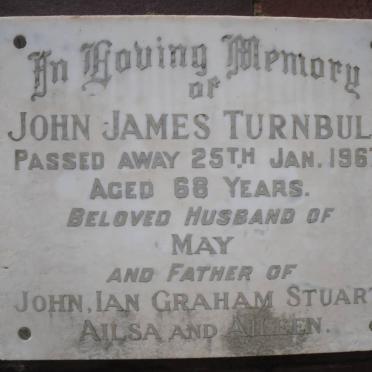 In Loving Memory
of
JOHN JAMES TURNBUL
PASSED AWAY 25TH JAN. 196
AGED 68 YEARS.
BELOVED HUSBAND OF
MAY
AND FATHER OF
JOHN, IAN GRAHAM STUART
AILSA AND AILEEN.